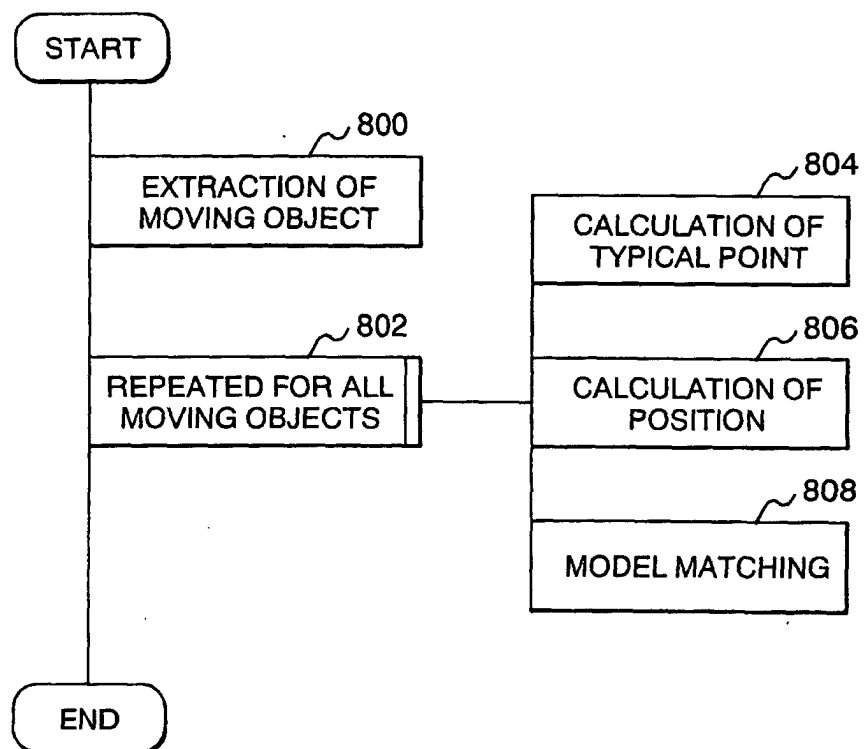 START
800
EXTRACTION OF
MOVING OBJECT
802
REPEATED FOR ALL
MOVING OBJECTS
804
CALCULATION OF
TYPICAL POINT
806
CALCULATION OF
POSITION
808
MODEL MATCHING
END